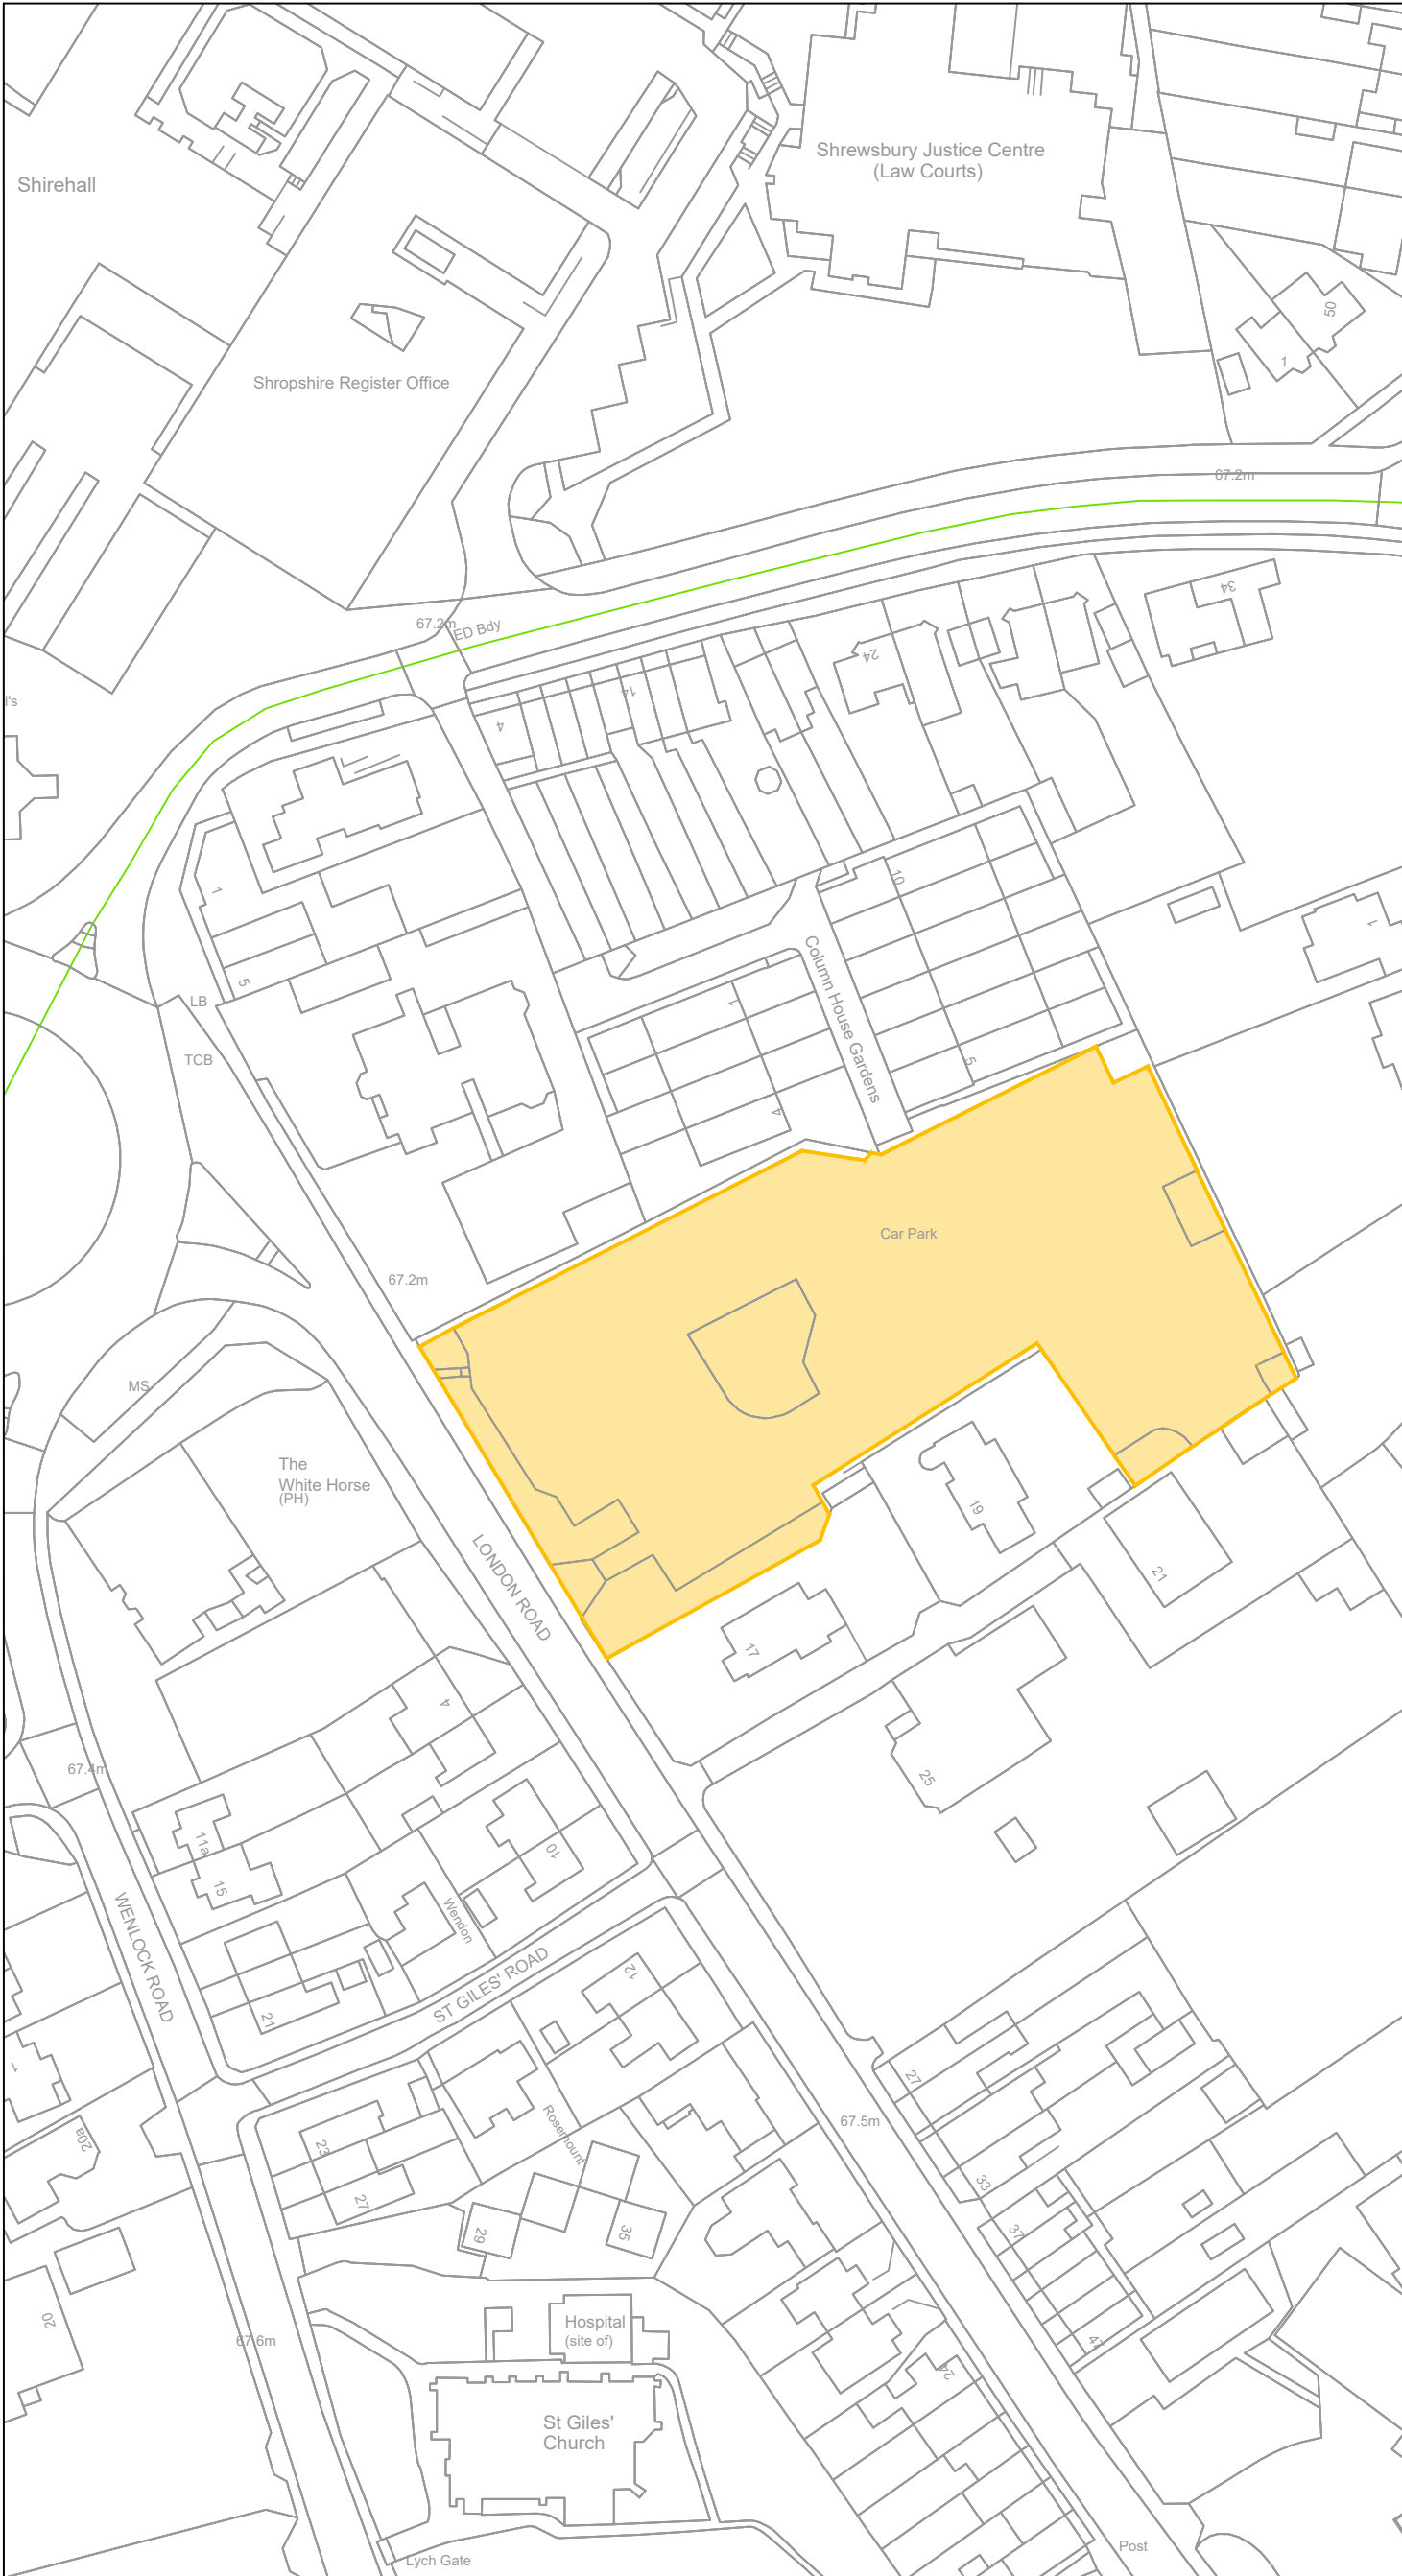 Shrewsbury Justice Centre
(Law Courts)
Shirehall
50
1
Shropshire Register Office
67.2m
34
67.2m
ED Bdy
24
14
l's
4
10
1
1
5
Column House Gardens
LB
1
TCB
5
4
Car Park
67.2m
MS
The
White Horse
(PH)
19
LONDON ROAD
21
17
4
67.4m
25
11a
10
15
Wendon
WENLOCK ROAD
ST GILES' ROAD
12
21
1
27
Rosemount
67.5m
20a
23
33
27
37
29
35
20
Hospital
(site of)
67.6m
47
24
St Giles'
Church
Post
Lych Gate